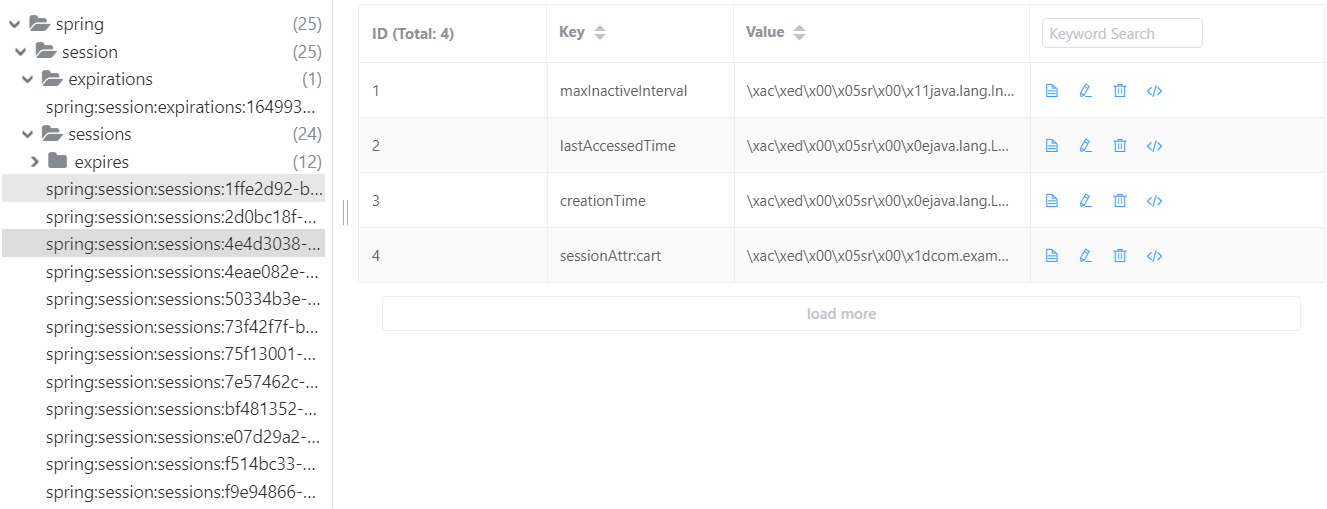 spring (25)
session (25)
expirations (1)
spring:session:expirations:164993...
sessions (24)
expires (12)
spring:session:sessions:1ffe2d92-b...
spring:session:sessions:2d0bc18f-...
spring:session:sessions:4e4d3038-...
spring:session:sessions:4eae082e-...
spring:session:sessions:50334b3e-...
spring:session:sessions:73f42f7f-b...
spring:session:sessions:75f13001-...
spring:session:sessions:7e57462c-...
spring:session:sessions:bf481352-...
spring:session:sessions:e07d29a2-...
spring:session:sessions:f514bc33-...
spring:session:sessions:f9e94866-...
ID (Total: 4) Key Value Keyword Search
1 maxInactiveInterval \xac\xed\x00\x05sr\x00\x11java.lang.In...
2 lastAccessedTime \xac\xed\x00\x05sr\x00\x0ejava.lang.L...
3 creationTime \xac\xed\x00\x05sr\x00\x0ejava.lang.L...
4 sessionAttr:cart \xac\xed\x00\x05sr\x00\x1dcom.exam...
load more